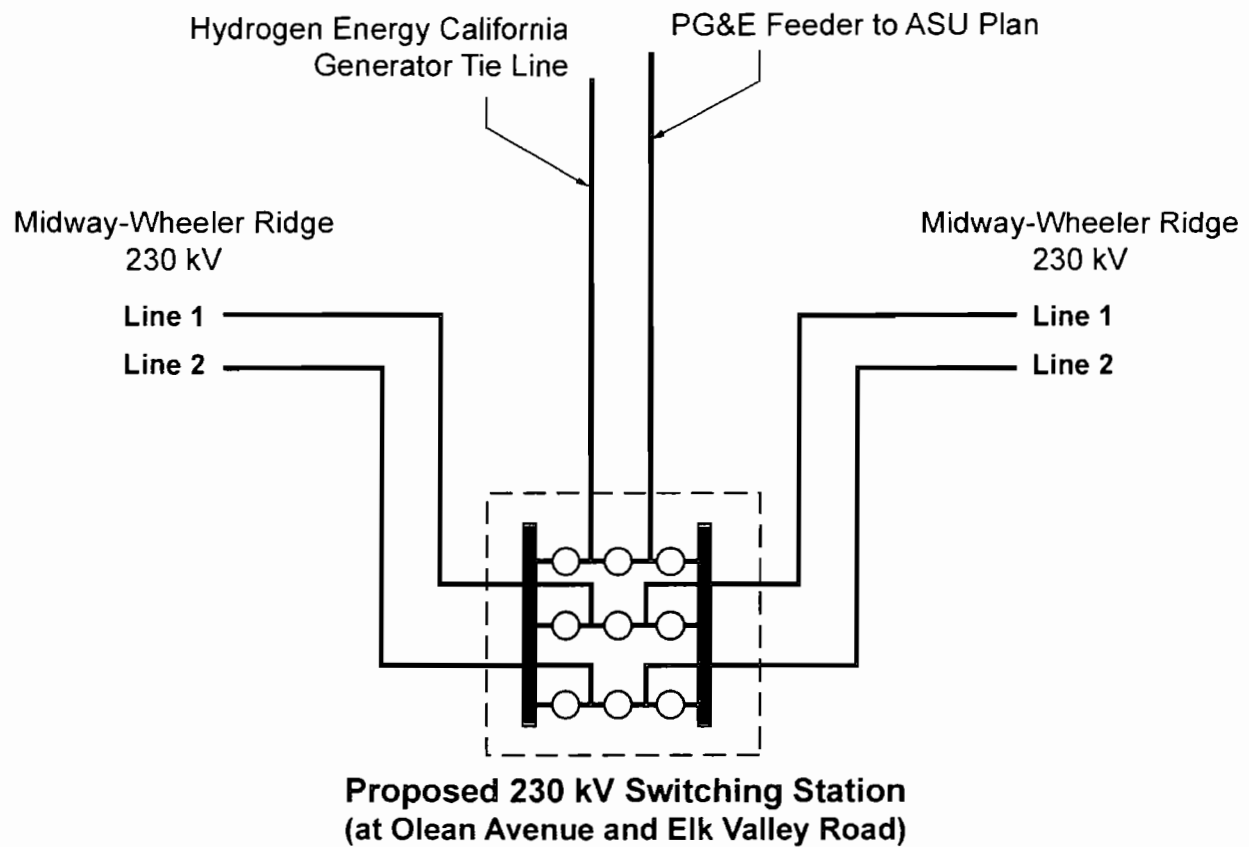 Hydrogen Energy California
Generator Tie Line
PG&E Feeder to ASU Plan
Midway-Wheeler Ridge
230 kV
Line 1
Line 2
Midway-Wheeler Ridge
230 kV
Line 1
Line 2
Proposed 230 kV Switching Station
(at Olean Avenue and Elk Valley Road)